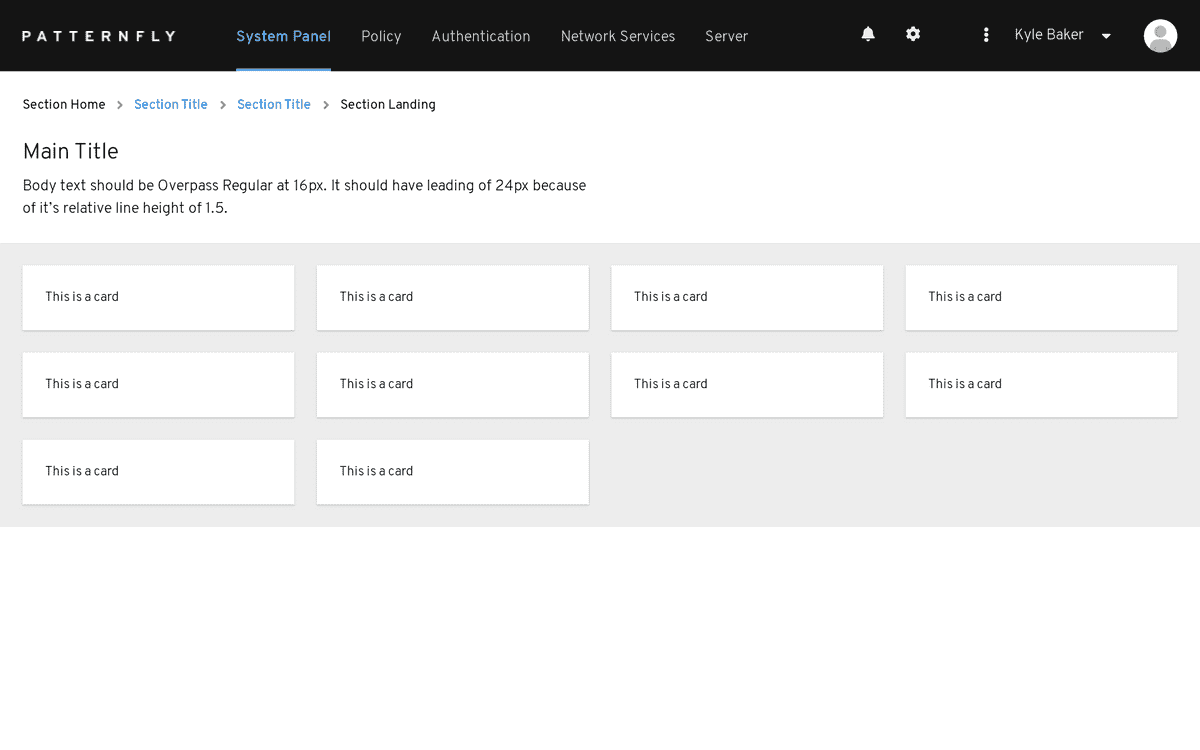 PATTERNFLY System Panel Policy Authentication Network Services Server Kyle Baker
Section Home Section Title Section Title Section Landing
Main Title
Body text should be Overpass Regular at 16px. It should have leading of 24px because
of it’s relative line height of 1.5.
This is a card This is a card This is a card This is a card
This is a card This is a card This is a card This is a card
This is a card This is a card